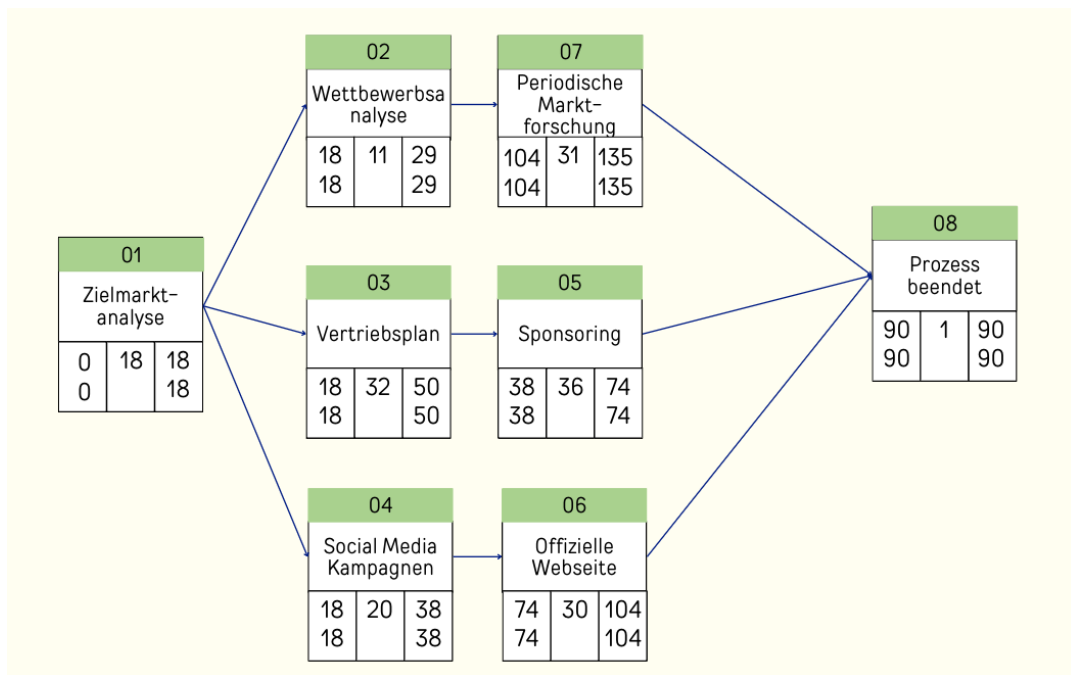 01
Zielmarkt-
analyse
0 18 18
0 18
02
Wettbewerbsa
nalyse
18 11 29
18 29
07
Periodische
Markt-
forschung
104 31 135
104 135
03
Vertriebsplan
18 32 50
18 50
05
Sponsoring
38 36 74
38 74
04
Social Media
Kampagnen
18 20 38
18 38
06
Offizielle
Webseite
74 30 104
74 104
08
Prozess
beendet
90 1 90
90 90